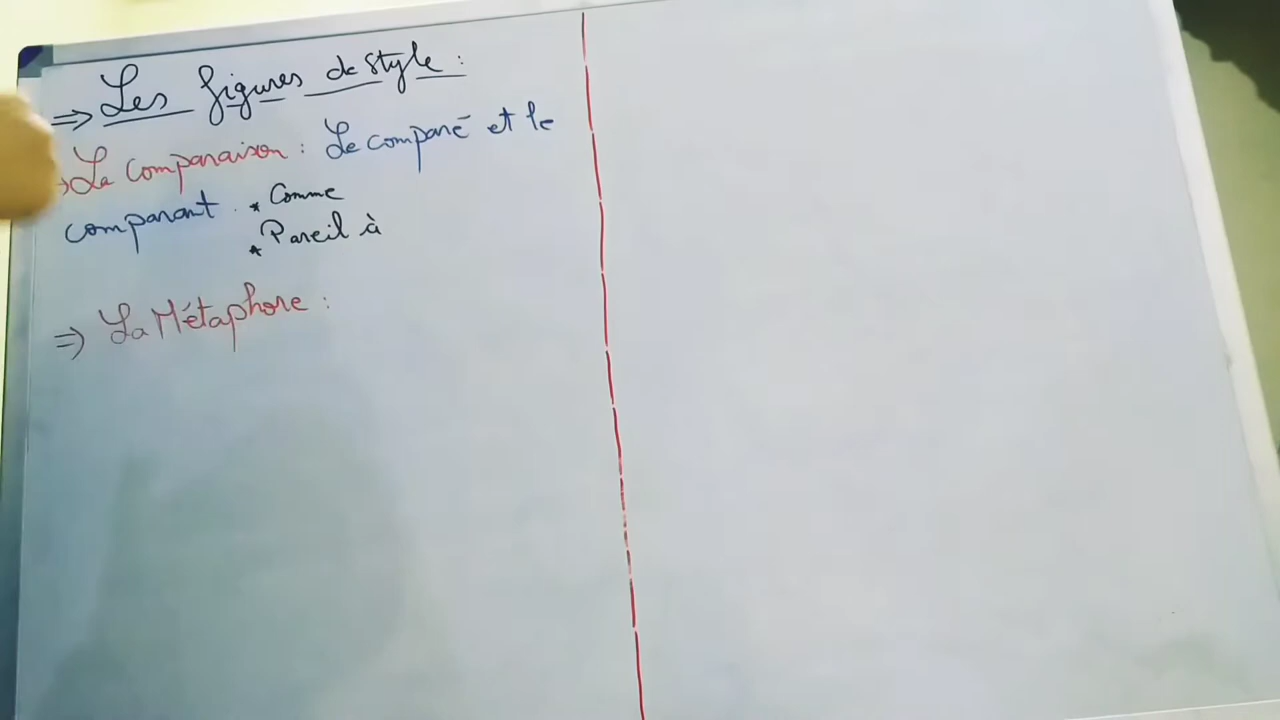 ⇒ Les figures de style :
→ La comparaison : Le comparé et le
comparant . * Comme
* Pareil à
⇒ La Métaphore :